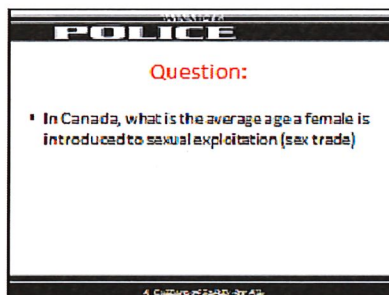 POLICE
Question:
▪ In Canada, what is the average age a female is
introduced to sexual exploitation (sex trade)